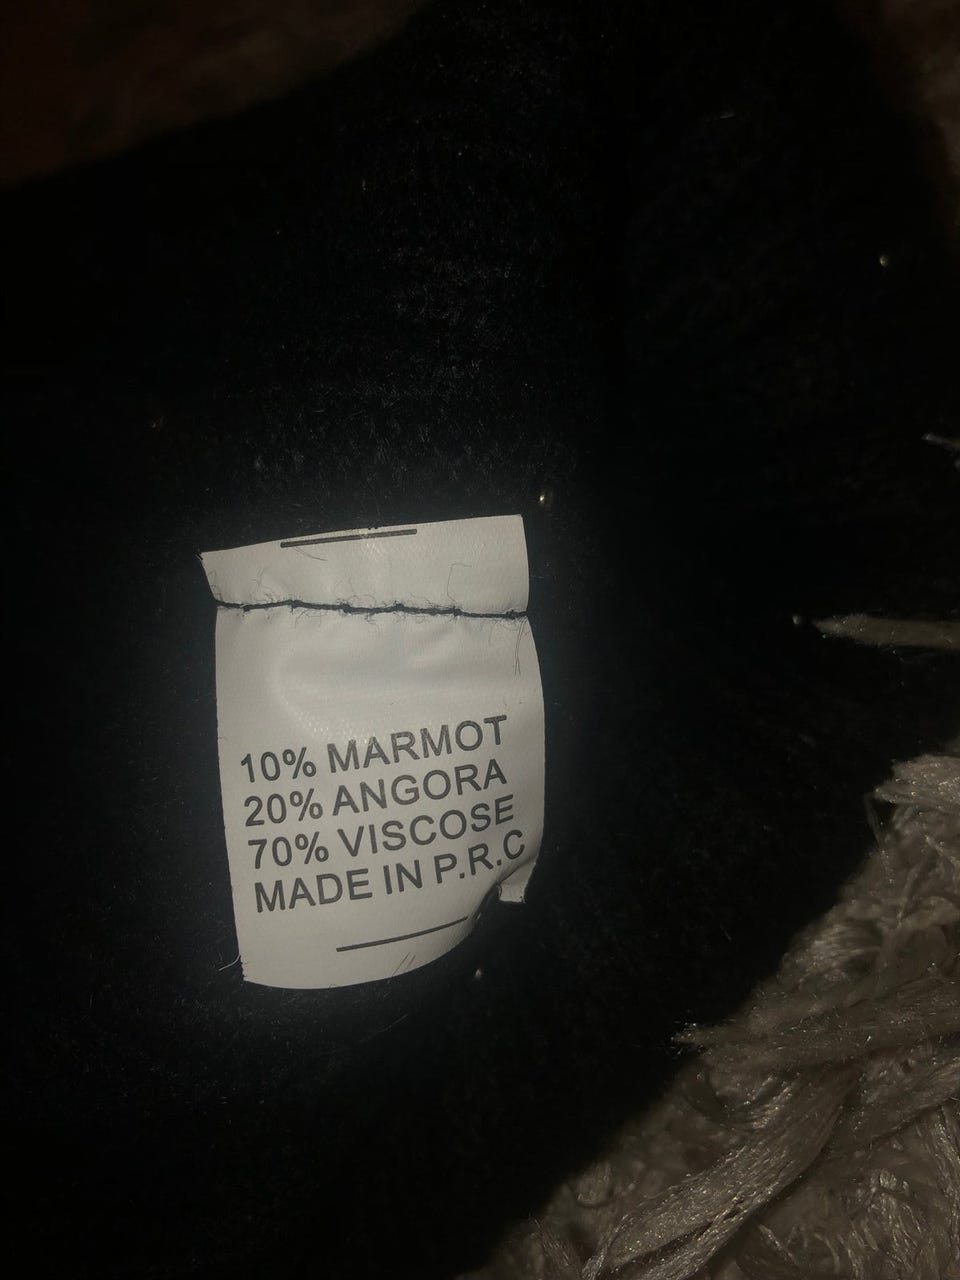 10% MARMOT
20% ANGORA
70% VISCOSE
MADE IN P.R.C